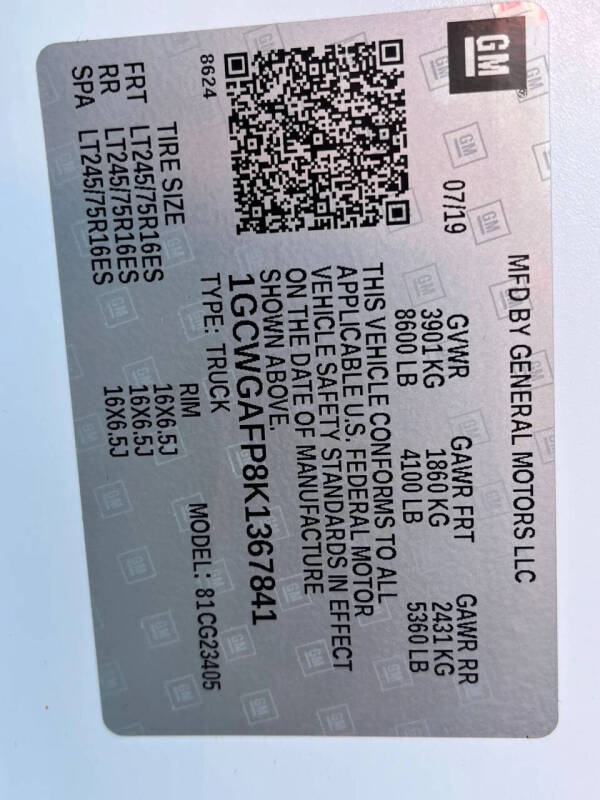 GM
MFD BY GENERAL MOTORS LLC
07/19
GVWR GAWR FRT GAWR RR
3901 KG 1860 KG 2431 KG
8600 LB 4100 LB 5360 LB
THIS VEHICLE CONFORMS TO ALL
APPLICABLE U.S. FEDERAL MOTOR
VEHICLE SAFETY STANDARDS IN EFFECT
ON THE DATE OF MANUFACTURE
SHOWN ABOVE.
1GCWGAFP8K1367841
TYPE: TRUCK MODEL: 81CG23405
8624
TIRE SIZE RIM
FRT LT245/75R16ES 16X6.5J
RR LT245/75R16ES 16X6.5J
SPA LT245/75R16ES 16X6.5J